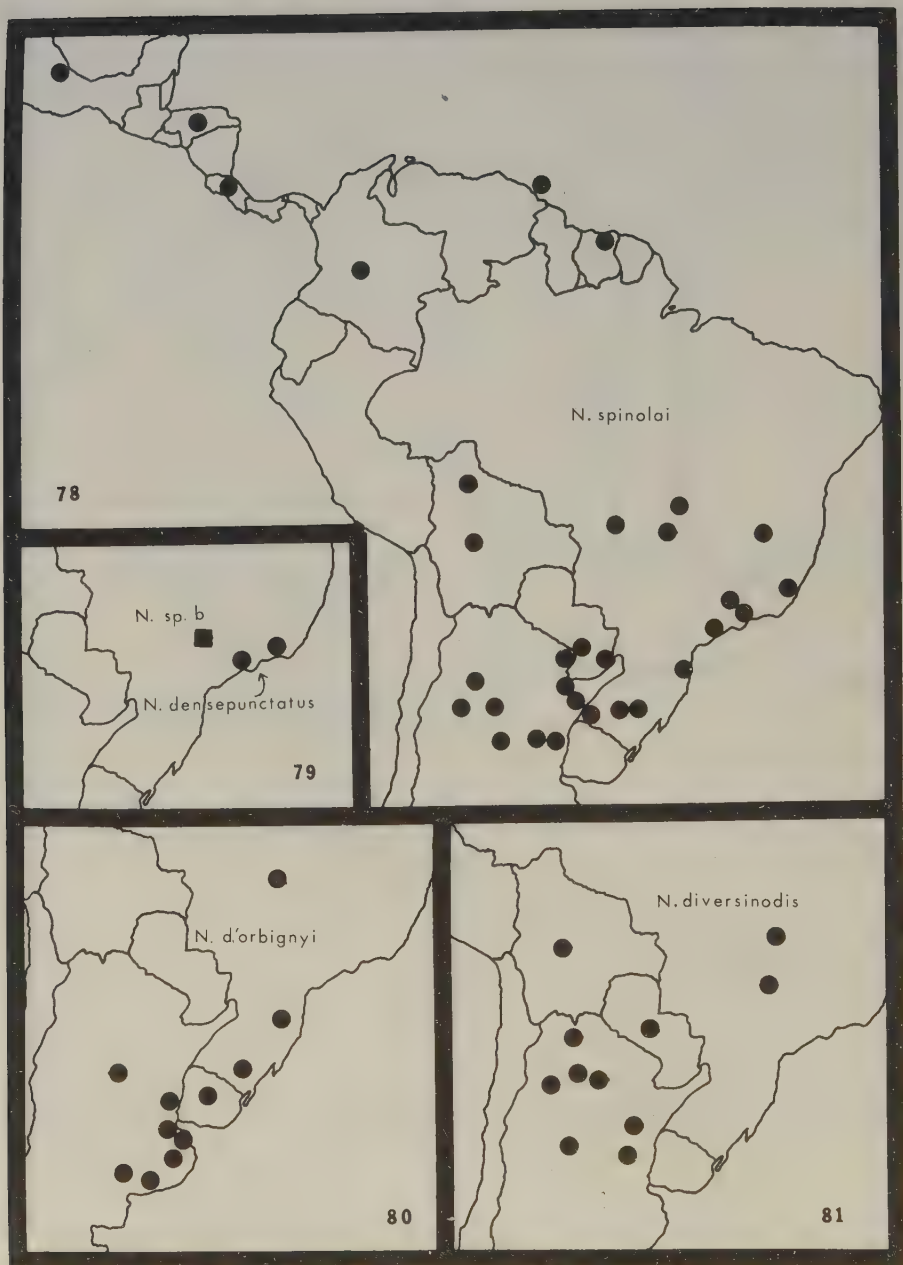 N. spinolai
78
N. sp. b
N. densepunctatus
79
N. d'orbignyi
80
N. diversinodis
81